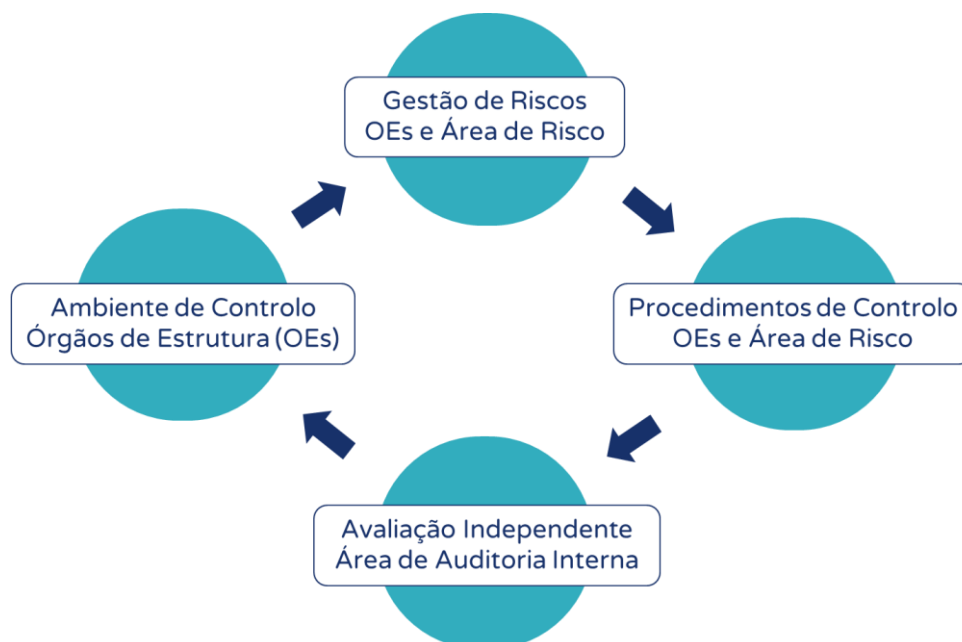 Gestão de Riscos
OEs e Área de Risco
Ambiente de Controlo
Órgãos de Estrutura (OEs)
Procedimentos de Controlo
OEs e Área de Risco
Avaliação Independente
Área de Auditoria Interna